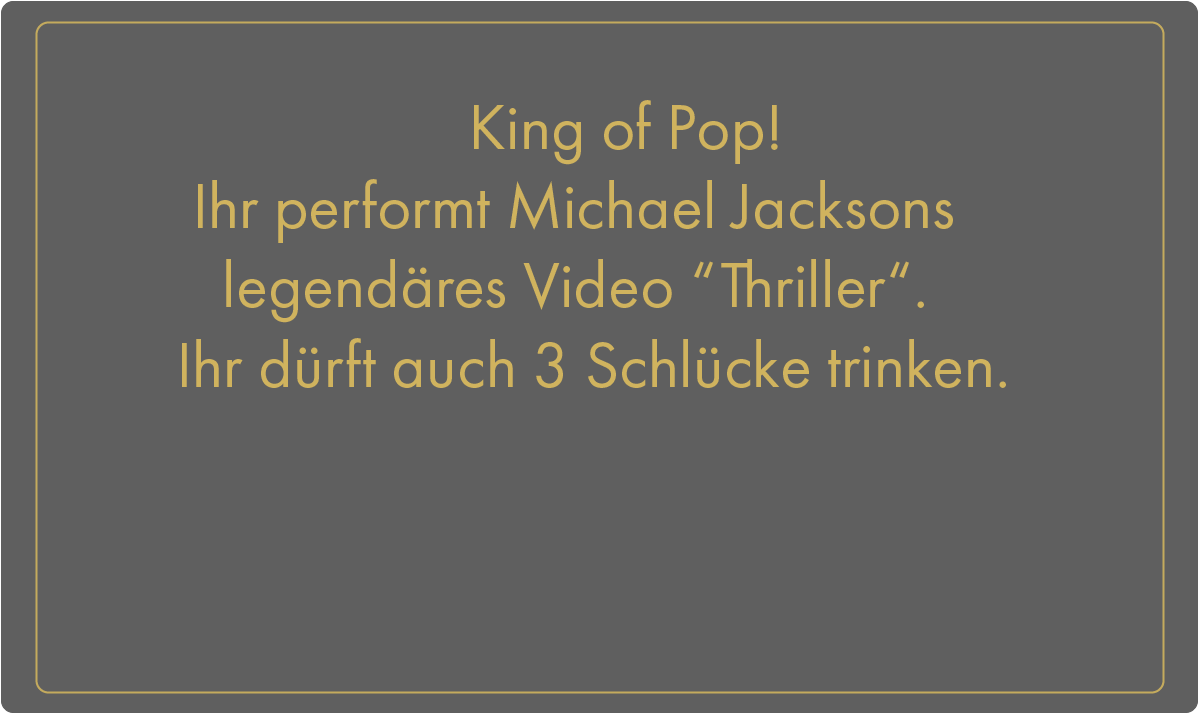 King of Pop!
Ihr performt Michael Jacksons
legendäres Video “Thriller“.
Ihr dürft auch 3 Schlücke trinken.